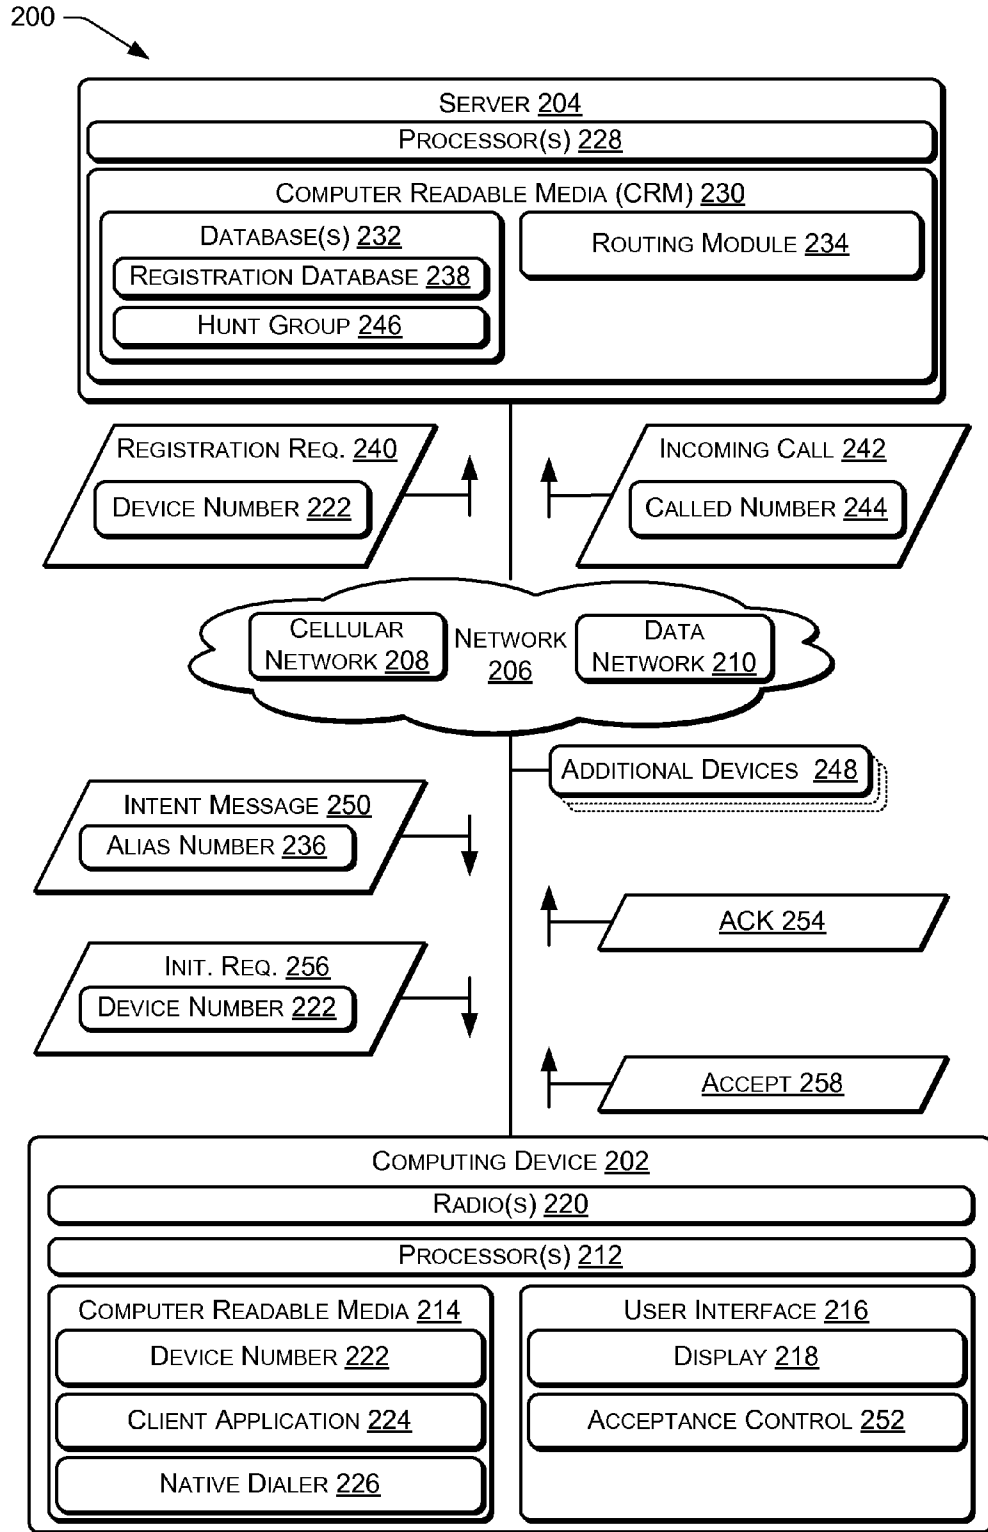 200
SERVER 204
PROCESSOR(S) 228
COMPUTER READABLE MEDIA (CRM) 230
DATABASE(S) 232
REGISTRATION DATABASE 238
HUNT GROUP 246
ROUTING MODULE 234
REGISTRATION REQ. 240
DEVICE NUMBER 222
INCOMING CALL 242
CALLED NUMBER 244
CELLULAR
NETWORK 208
NETWORK
206
DATA
NETWORK 210
ADDITIONAL DEVICES 248
INTENT MESSAGE 250
ALIAS NUMBER 236
ACK 254
INIT. REQ. 256
DEVICE NUMBER 222
ACCEPT 258
COMPUTING DEVICE 202
RADIO(S) 220
PROCESSOR(S) 212
COMPUTER READABLE MEDIA 214
DEVICE NUMBER 222
CLIENT APPLICATION 224
NATIVE DIALER 226
USER INTERFACE 216
DISPLAY 218
ACCEPTANCE CONTROL 252